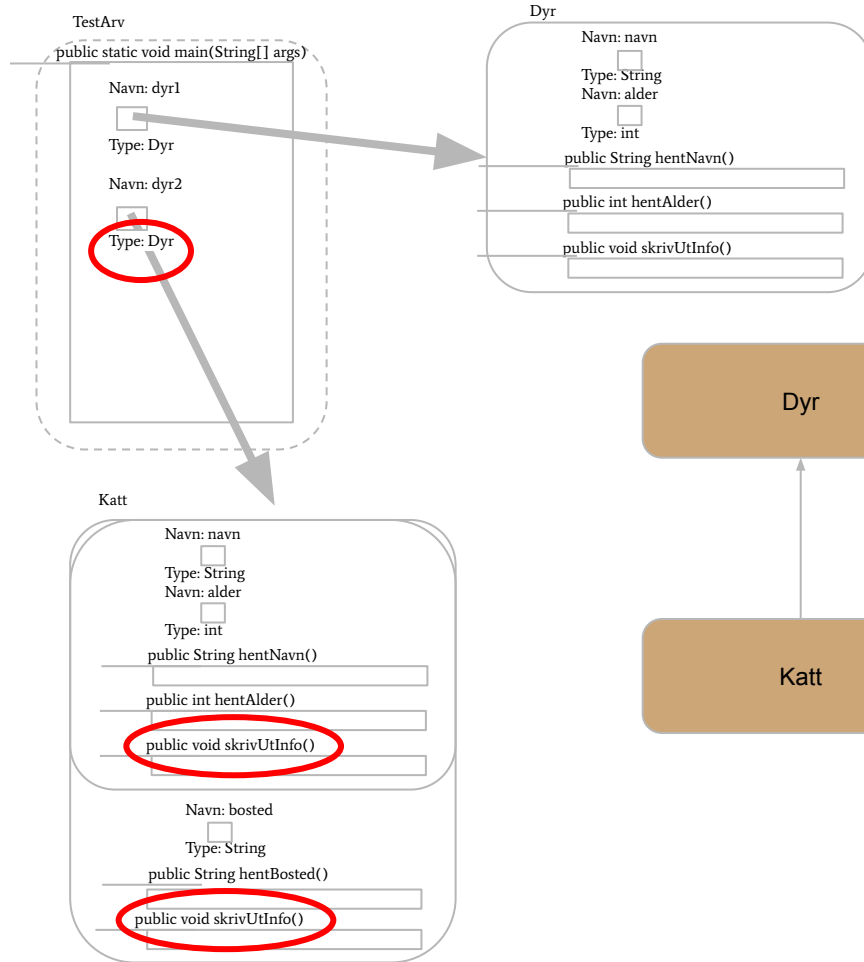 TestArv
public static void main(String[] args)
Navn: dyr1
Type: Dyr
Navn: dyr2
Type: Dyr
Dyr
Navn: navn
Type: String
Navn: alder
Type: int
public String hentNavn()
public int hentAlder()
public void skrivUtInfo()
Dyr
Katt
Katt
Navn: navn
Type: String
Navn: alder
Type: int
public String hentNavn()
public int hentAlder()
public void skrivUtInfo()
Navn: bosted
Type: String
public String hentBosted()
public void skrivUtInfo()